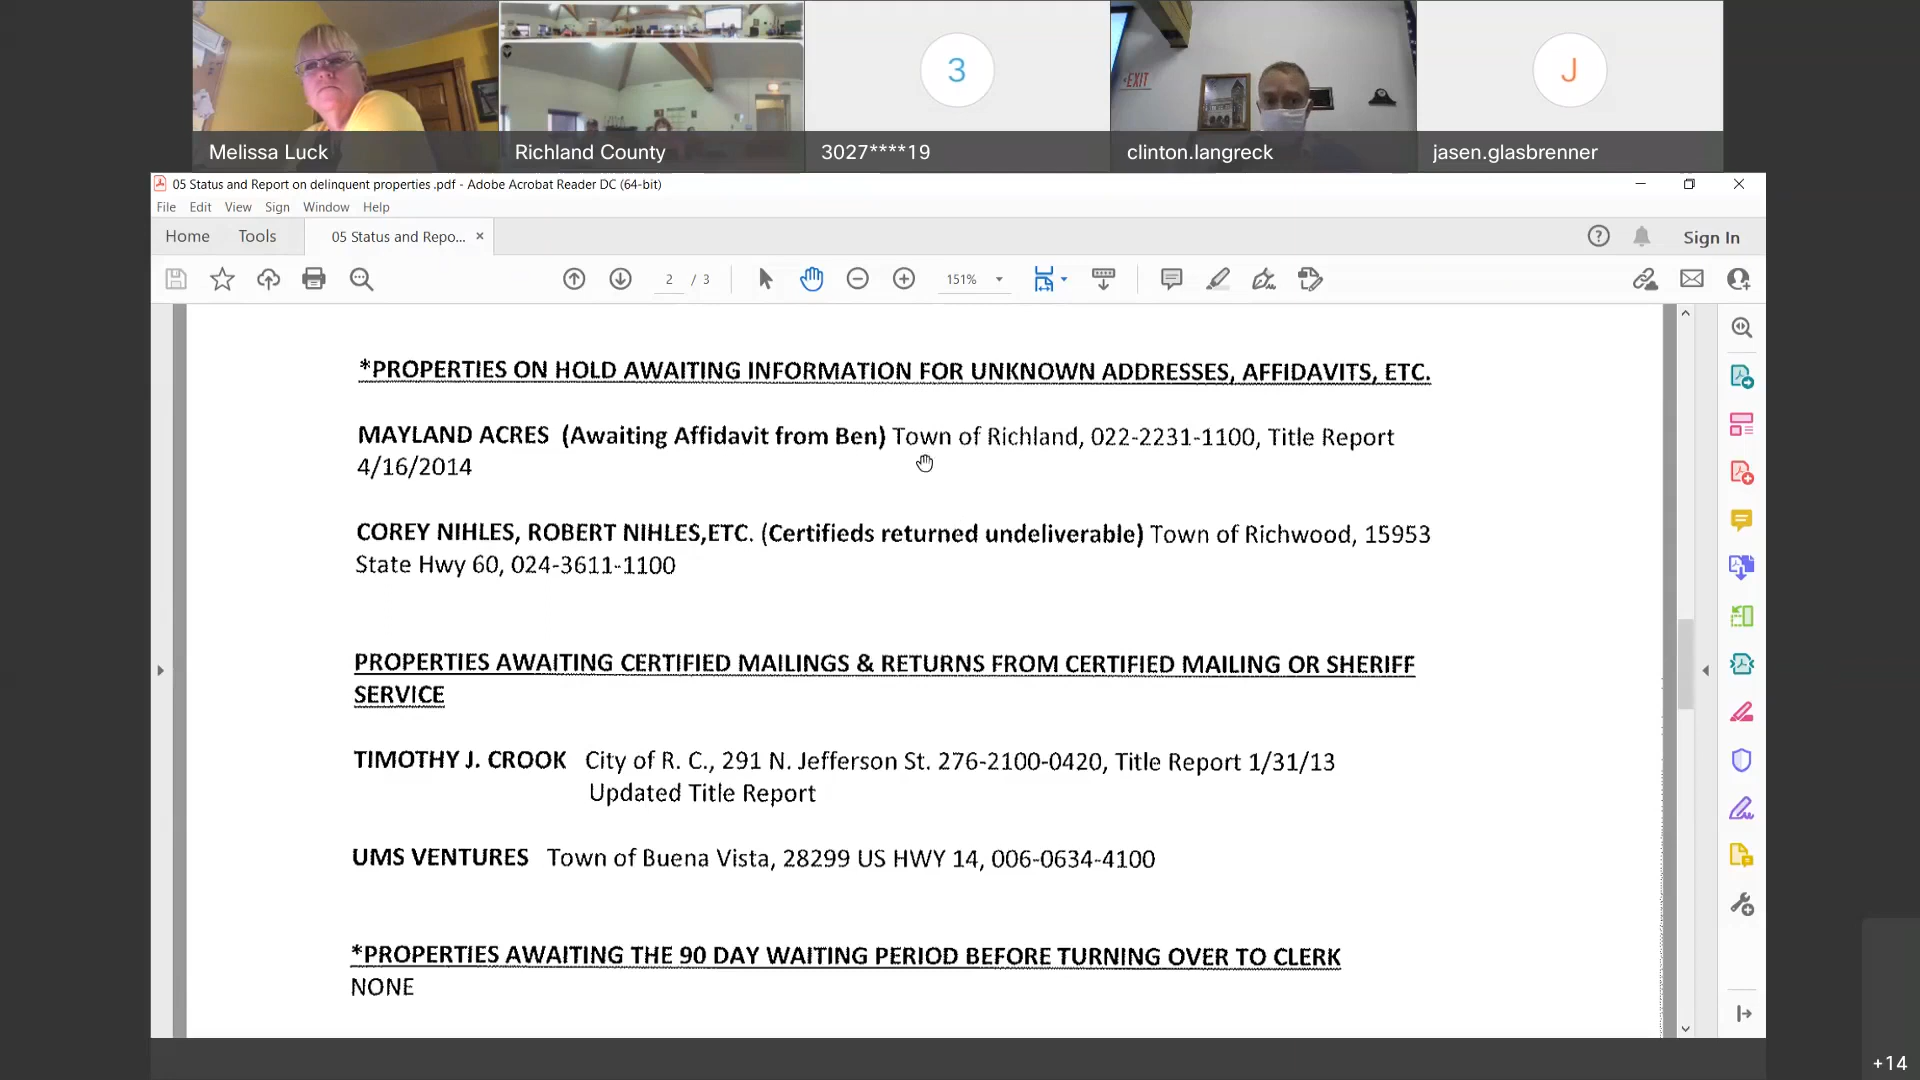 EXIT
3
J
Melissa Luck
Richland County
3027****19
clinton.langreck
jasen.glasbrenner
05 Status and Report on delinquent properties .pdf - Adobe Acrobat Reader DC (64-bit)
File Edit View Sign Window Help
Home Tools 05 Status and Repo... × Sign In
2 / 3 151%
*PROPERTIES ON HOLD AWAITING INFORMATION FOR UNKNOWN ADDRESSES, AFFIDAVITS, ETC.
MAYLAND ACRES (Awaiting Affidavit from Ben) Town of Richland, 022-2231-1100, Title Report
4/16/2014
COREY NIHLES, ROBERT NIHLES,ETC. (Certifieds returned undeliverable) Town of Richwood, 15953
State Hwy 60, 024-3611-1100
PROPERTIES AWAITING CERTIFIED MAILINGS & RETURNS FROM CERTIFIED MAILING OR SHERIFF
SERVICE
TIMOTHY J. CROOK City of R. C., 291 N. Jefferson St. 276-2100-0420, Title Report 1/31/13
Updated Title Report
UMS VENTURES Town of Buena Vista, 28299 US HWY 14, 006-0634-4100
*PROPERTIES AWAITING THE 90 DAY WAITING PERIOD BEFORE TURNING OVER TO CLERK
NONE
+14